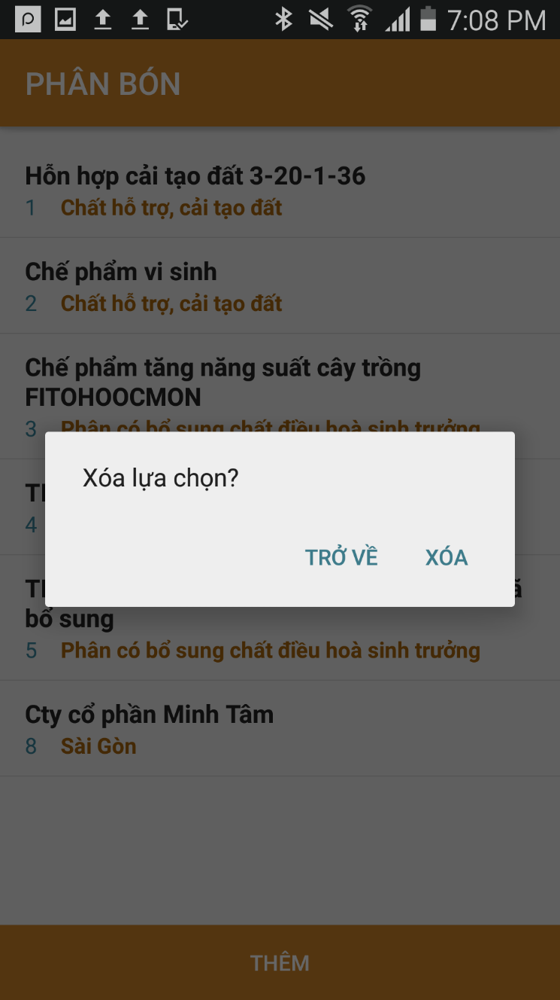 7:08 PM
PHÂN BÓN
Hỗn hợp cải tạo đất 3-20-1-36
1 Chất hỗ trợ, cải tạo đất
Chế phẩm vi sinh
2 Chất hỗ trợ, cải tạo đất
Chế phẩm tăng năng suất cây trồng
FITOHOOCMON
3 Phân có bổ sung chất điều hoà sinh trưởng
Xóa lựa chọn?
4
TRỞ VỀ XÓA
bổ sung
5 Phân có bổ sung chất điều hoà sinh trưởng
Cty cổ phần Minh Tâm
8 Sài Gòn
THÊM